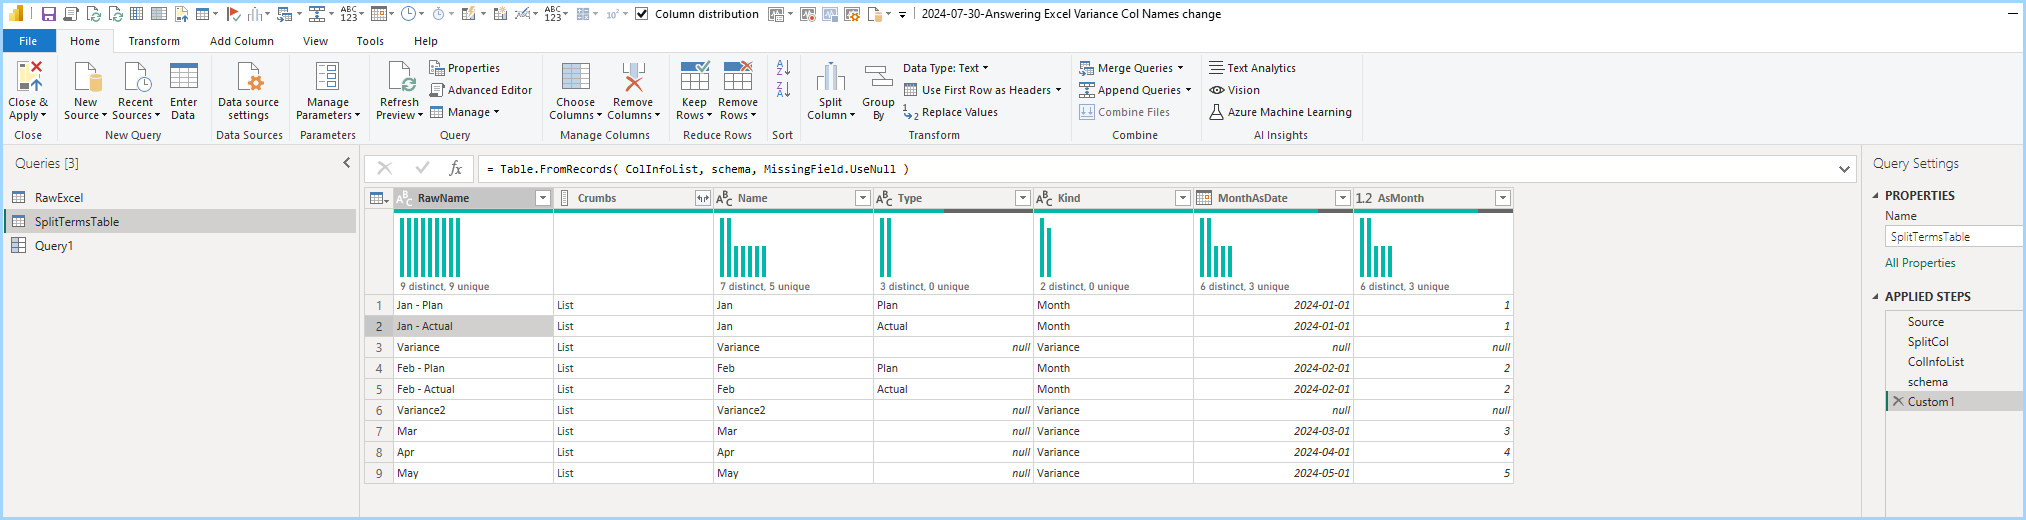 Column distribution 2024-07-30-Answering Excel Variance Col Names change
File Home Transform Add Column View Tools Help
Close & Apply
New Source
Recent Sources
Enter Data
Data source settings
Manage Parameters
Refresh Preview
Properties
Advanced Editor
Manage
Choose Columns
Remove Columns
Keep Rows
Remove Rows
Split Column
Group By
Data Type: Text
Use First Row as Headers
Replace Values
Merge Queries
Append Queries
Combine Files
Text Analytics
Vision
Azure Machine Learning
Close New Query Data Sources Parameters Query Manage Columns Reduce Rows Sort Transform Combine AI Insights
Queries [3]
RawExcel
SplitTermsTable
Query1
= Table.FromRecords( ColInfoList, schema, MissingField.UseNull )
RawName Crumbs Name Type Kind MonthAsDate 1.2 AsMonth
9 distinct, 9 unique 7 distinct, 5 unique 3 distinct, 0 unique 2 distinct, 0 unique 6 distinct, 3 unique 6 distinct, 3 unique
1 Jan - Plan List Jan Plan Month 2024-01-01 1
2 Jan - Actual List Jan Actual Month 2024-01-01 1
3 Variance List Variance null Variance null null
4 Feb - Plan List Feb Plan Month 2024-02-01 2
5 Feb - Actual List Feb Actual Month 2024-02-01 2
6 Variance2 List Variance2 null Variance null null
7 Mar List Mar null Variance 2024-03-01 3
8 Apr List Apr null Variance 2024-04-01 4
9 May List May null Variance 2024-05-01 5
Query Settings
PROPERTIES
Name
SplitTermsTable
All Properties
APPLIED STEPS
Source
SplitCol
ColInfoList
schema
Custom1